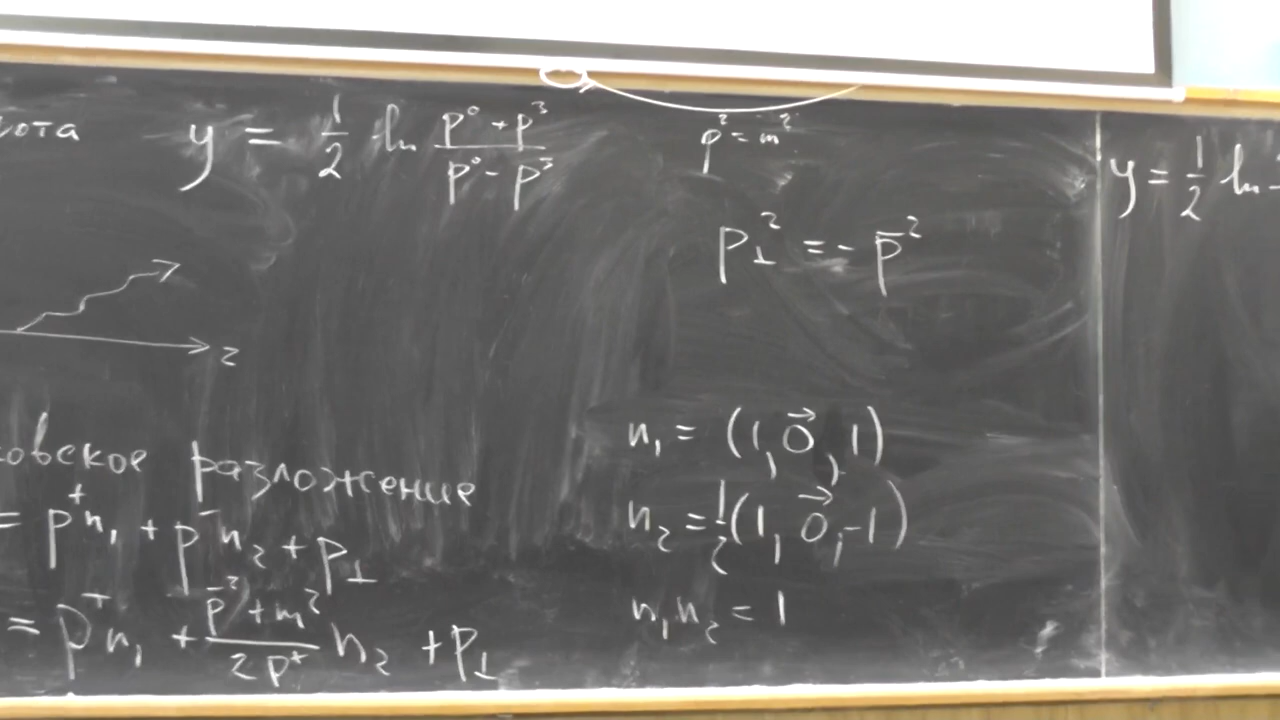 ота y = 1/2 ln (p⁰ + p³)/(p⁰ - p³)
p² = m²
p⊥² = - p̄²
z
n₁ = (1, 0⃗, 1)
овское разложение
n₂ = 1/2 (1, 0⃗, -1)
= p⁺n₁ + p⁻n₂ + p⊥
n₁n₂ = 1
= p⁺n₁ + (p̄² + m²)/(2p⁺) n₂ + p⊥
y = 1/2 ln